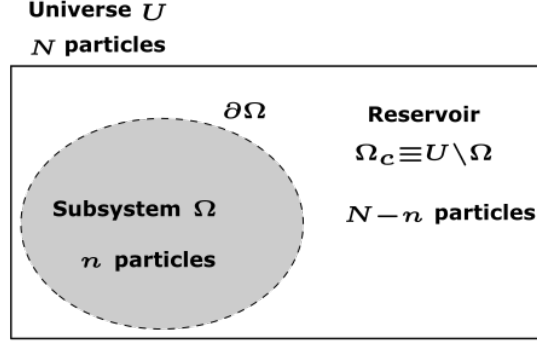 Universe U
N particles
∂Ω
Reservoir
Ω_c ≡ U \ Ω
Subsystem Ω
N − n particles
n particles